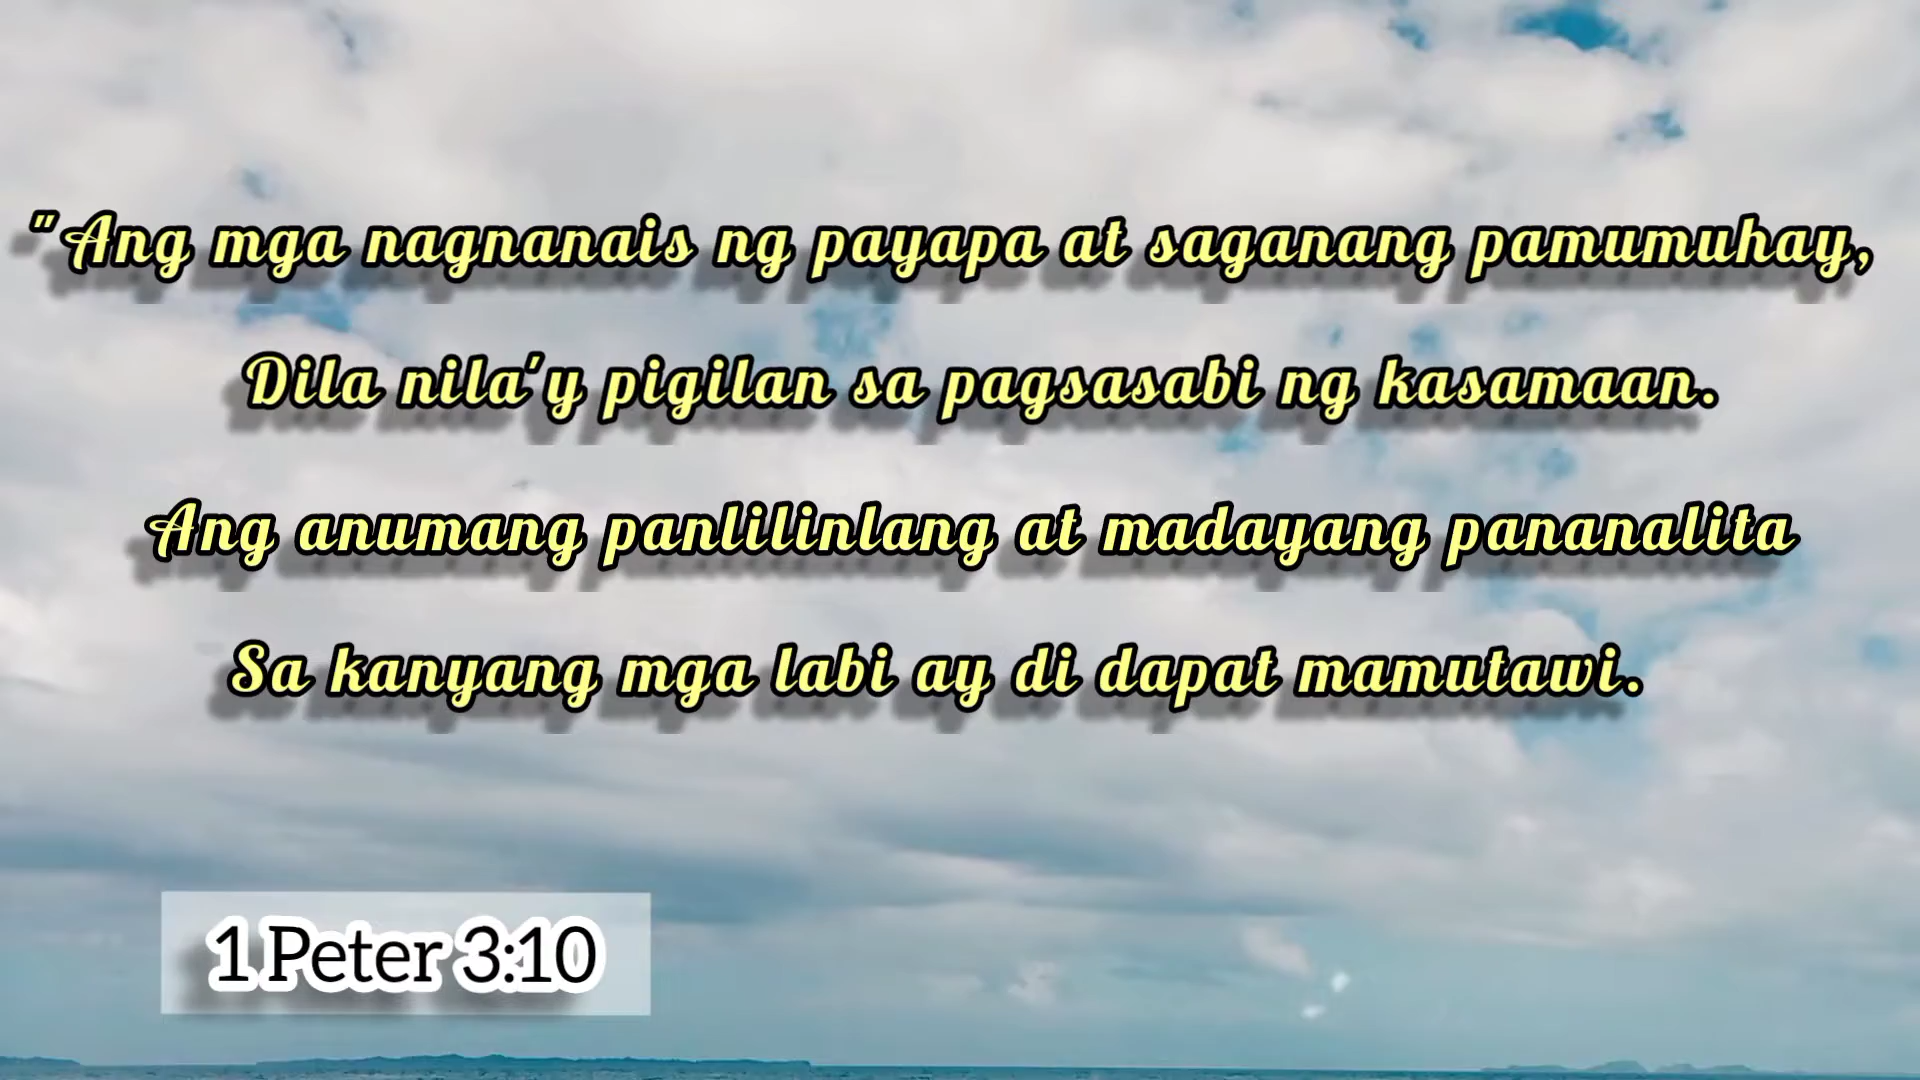 "Ang mga nagnanais ng payapa at saganang pamumuhay,
Dila nila'y pigilan sa pagsasabi ng kasamaan.
Ang anumang panlilinlang at madayang pananalita
Sa kanyang mga labi ay di dapat mamutawi.
1 Peter 3:10